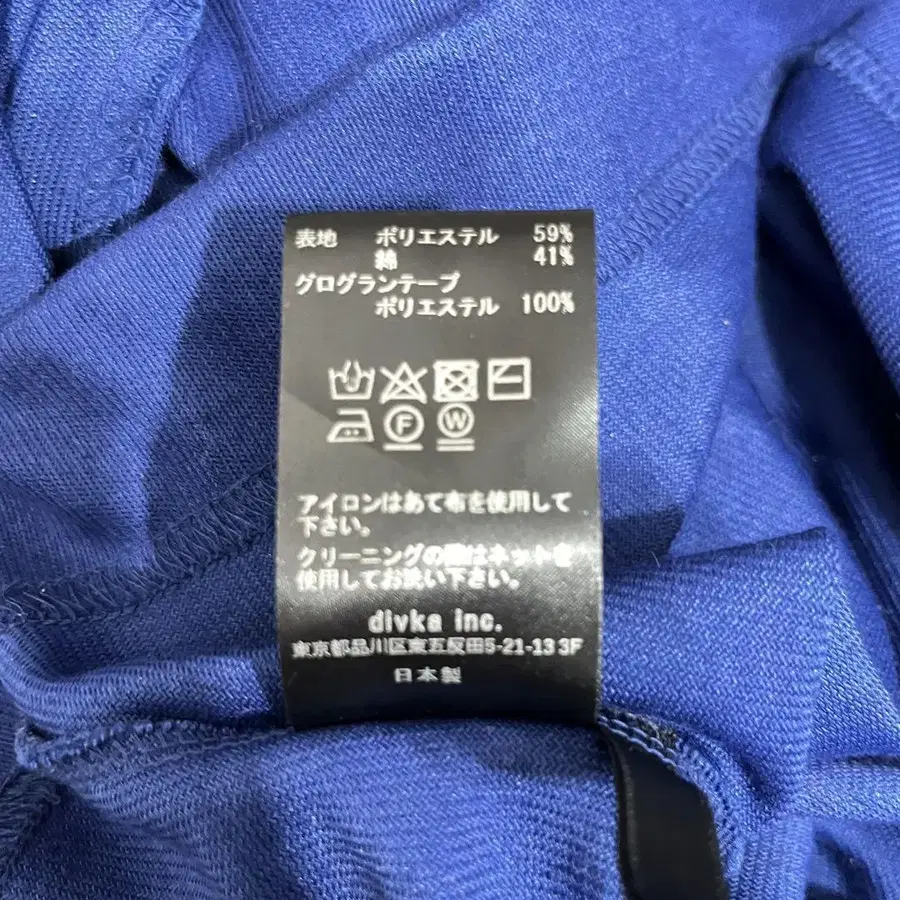 表地 ポリエステル 59%
綿 41%
グログランテープ
ポリエステル 100%
F W
アイロンはあて布を使用して
下さい。
クリーニングの際はネットを
使用してお洗い下さい。
divka inc.
東京都品川区東五反田5-21-13 3F
日本製